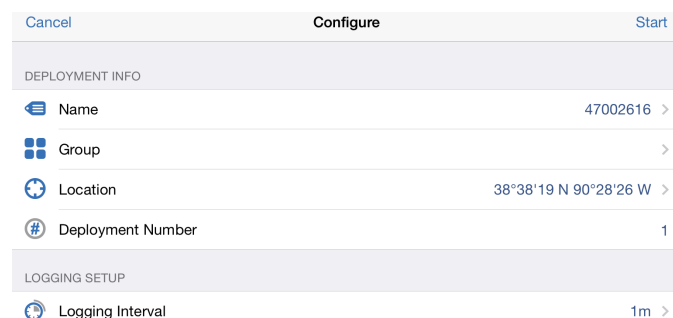 Cancel Configure Start
DEPLOYMENT INFO
Name 47002616
Group
Location 38°38'19 N 90°28'26 W
# Deployment Number 1
LOGGING SETUP
Logging Interval 1m